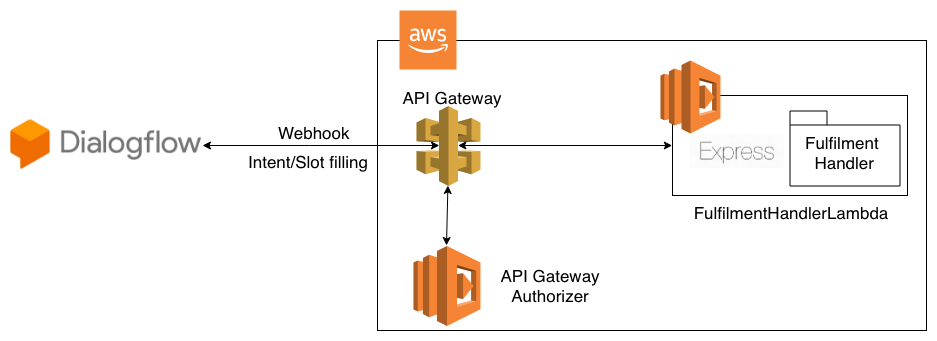 aws
API Gateway
Dialogflow
Webhook
Intent/Slot filling
Express
Fulfilment
Handler
FulfilmentHandlerLambda
API Gateway
Authorizer